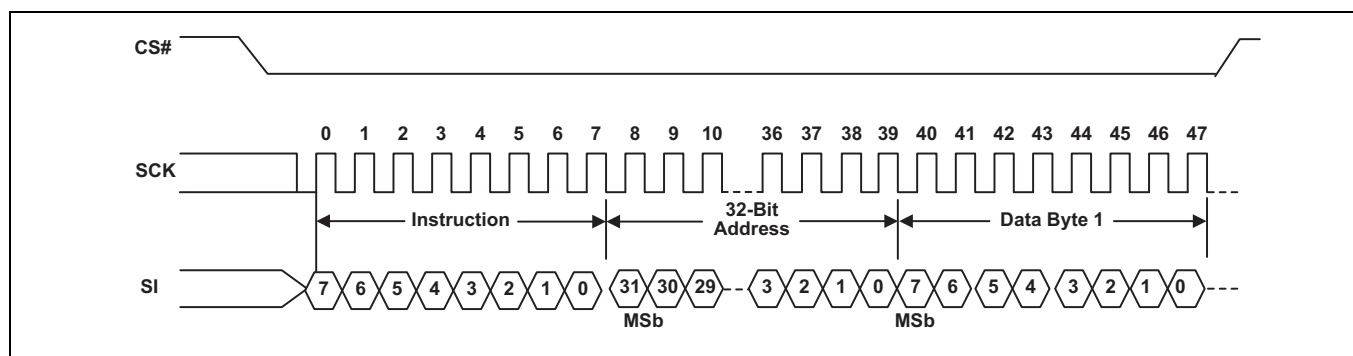 CS#
0 1 2 3 4 5 6 7 8 9 10 36 37 38 39 40 41 42 43 44 45 46 47
SCK
Instruction
32-Bit
Address
Data Byte 1
SI
7 6 5 4 3 2 1 0 31 30 29 3 2 1 0 7 6 5 4 3 2 1 0
MSb MSb